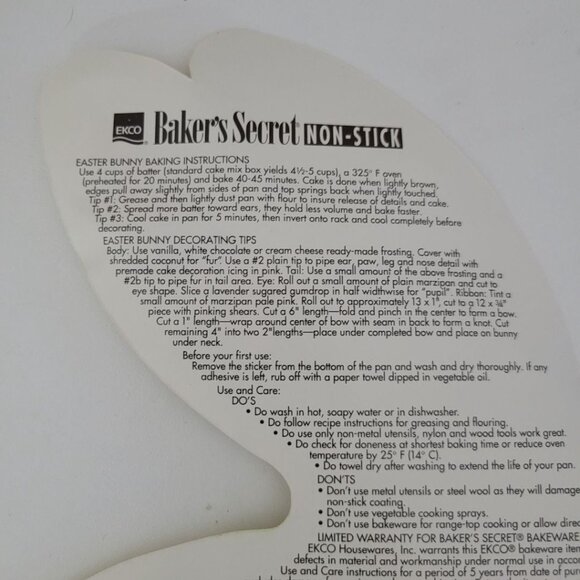 EKCO Baker's Secret® NON-STICK
EASTER BUNNY BAKING INSTRUCTIONS
Use 4 cups of batter (standard cake mix box yields 4½-5 cups), a 325° F oven
(preheated for 20 minutes) and bake 40-45 minutes. Cake is done when lightly brown,
edges pull away slightly from sides of pan and top springs back when lightly touched.
Tip #1: Grease and then lightly dust pan with flour to insure release of details and cake.
Tip #2: Spread more batter toward ears, they hold less volume and bake faster.
Tip #3: Cool cake in pan for 5 minutes, then invert onto rack and cool completely before
decorating.
EASTER BUNNY DECORATING TIPS
Body: Use vanilla, white chocolate or cream cheese ready-made frosting. Cover with
shredded coconut for "fur". Use a #2 plain tip to pipe ear, paw, leg and nose detail with
premade cake decoration icing in pink. Tail: Use a small amount of the above frosting and a
#2b tip to pipe fur in tail area. Eye: Roll out a small amount of plain marzipan and cut to
eye shape. Slice a lavender sugared gumdrop in half widthwise for "pupil". Ribbon: Tint a
small amount of marzipan pale pink. Roll out to approximately 13 x 1", cut to a 12 x ¾"
piece with pinking shears. Cut a 6" length—fold and pinch in the center to form a bow.
Cut a 1" length—wrap around center of bow with seam in back to form a knot. Cut
remaining 4" into two 2"lengths—place under completed bow and place on bunny
under neck.
Before your first use:
Remove the sticker from the bottom of the pan and wash and dry thoroughly. If any
adhesive is left, rub off with a paper towel dipped in vegetable oil.
Use and Care:
DO'S
• Do wash in hot, soapy water or in dishwasher.
• Do follow recipe instructions for greasing and flouring.
• Do use only non-metal utensils, nylon and wood tools work great.
• Do check for doneness at shortest baking time or reduce oven
temperature by 25° F (14° C).
• Do towel dry after washing to extend the life of your pan.
DON'TS
• Don't use metal utensils or steel wool as they will damage
non-stick coating.
• Don't use vegetable cooking sprays.
• Don't use bakeware for range-top cooking or allow direc
LIMITED WARRANTY FOR BAKER'S SECRET® BAKEWARE
EKCO Housewares, Inc. warrants this EKCO® bakeware item
defects in material and workmanship under normal use in accor
Use and Care instructions for a period of 5 years from date of pur